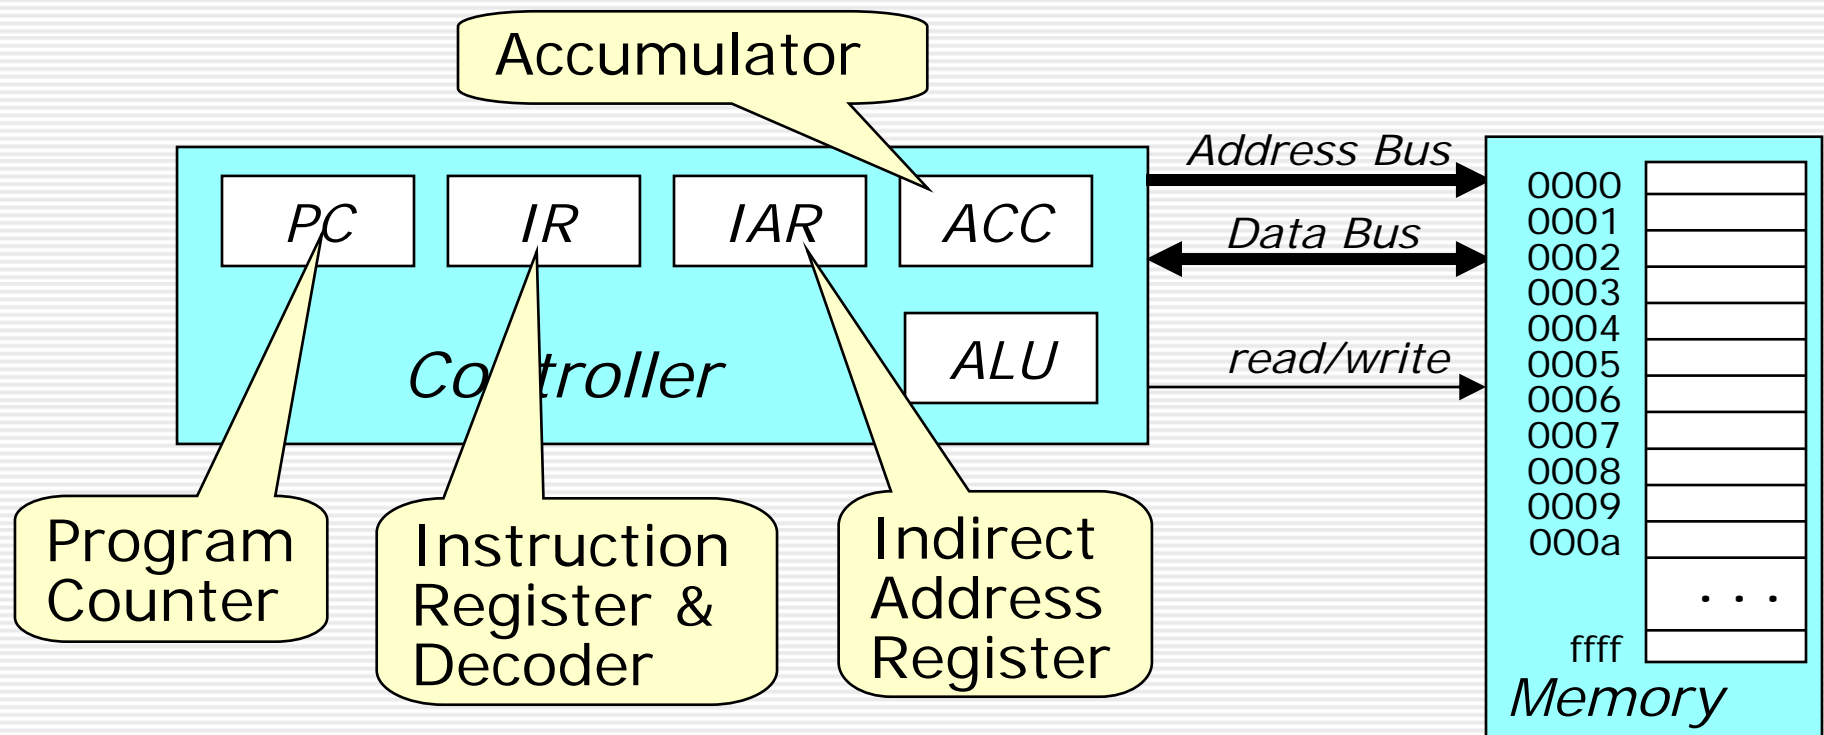 Accumulator
PC
IR
IAR
ACC
Controller
ALU
Program
Counter
Instruction
Register &
Decoder
Indirect
Address
Register
Address Bus
Data Bus
read/write
0000
0001
0002
0003
0004
0005
0006
0007
0008
0009
000a
. . .
ffff
Memory